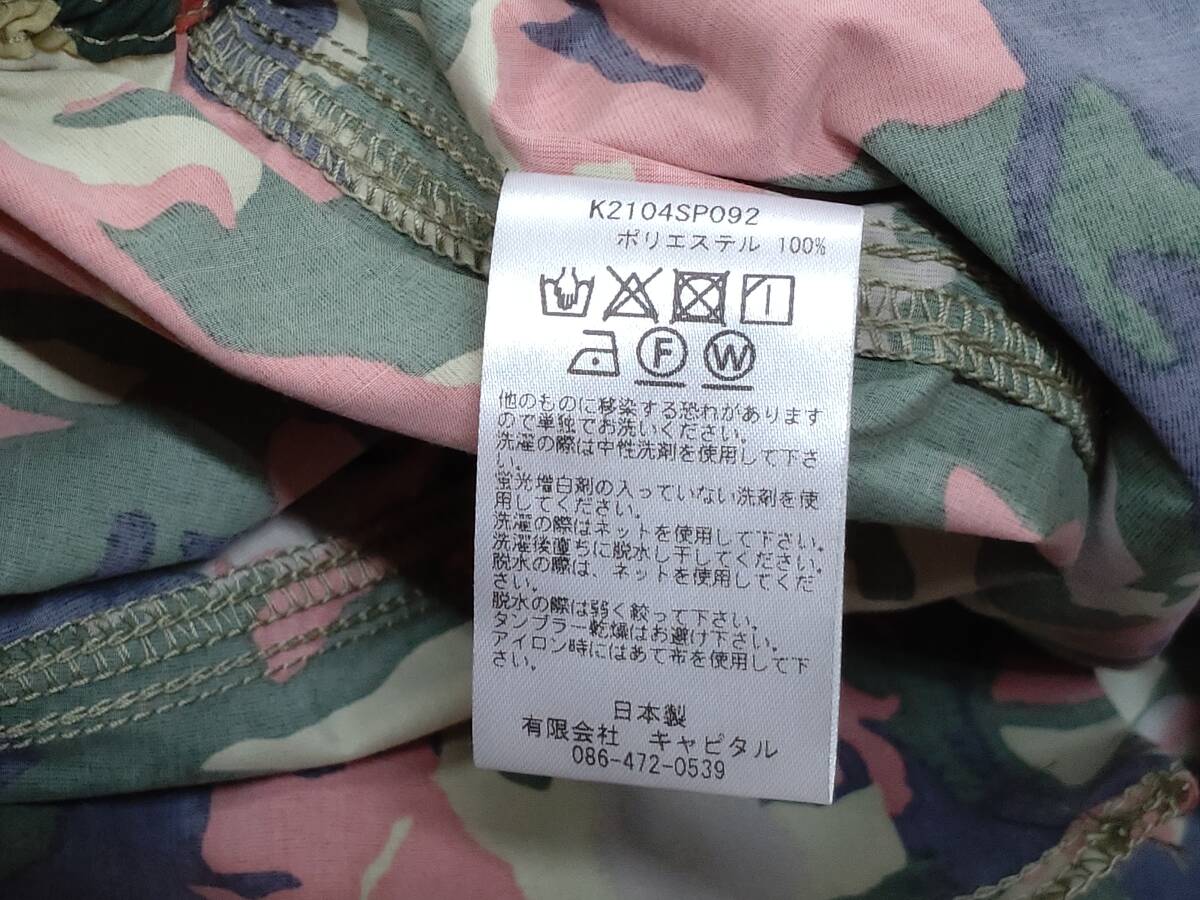 K2104SP092
ポリエステル 100%
F W
他のものに移染する恐れがあります
ので単独でお洗いください。
洗濯の際は中性洗剤を使用して下さ
い。
蛍光増白剤の入っていない洗剤を使
用してください。
洗濯の際はネットを使用して下さい。
洗濯後直ちに脱水し干してください。
脱水の際は、ネットを使用してくだ
さい。
脱水の際は弱く絞って下さい。
タンブラー乾燥はお避け下さい。
アイロン時にはあて布を使用して下
さい。
日本製
有限会社 キャピタル
086-472-0539